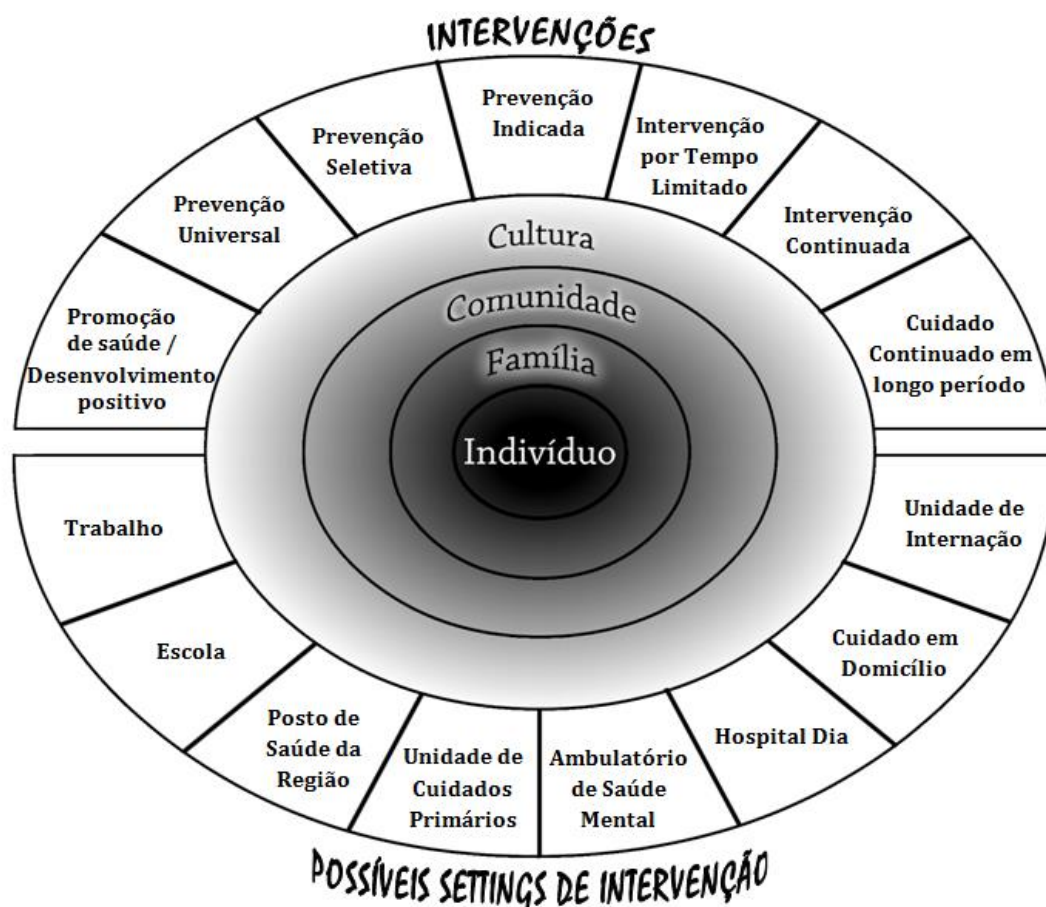 INTERVENÇÕES
Prevenção
Indicada
Prevenção
Seletiva
Intervenção
por Tempo
Limitado
Prevenção
Universal
Intervenção
Continuada
Promoção
de saúde /
Desenvolvimento
positivo
Cuidado
Continuado em
longo período
Cultura
Comunidade
Família
Indivíduo
Trabalho
Unidade de
Internação
Escola
Cuidado em
Domicílio
Posto de
Saúde da
Região
Unidade de
Cuidados
Primários
Ambulatório
de Saúde
Mental
Hospital Dia
POSSÍVEIS SETTINGS DE INTERVENÇÃO